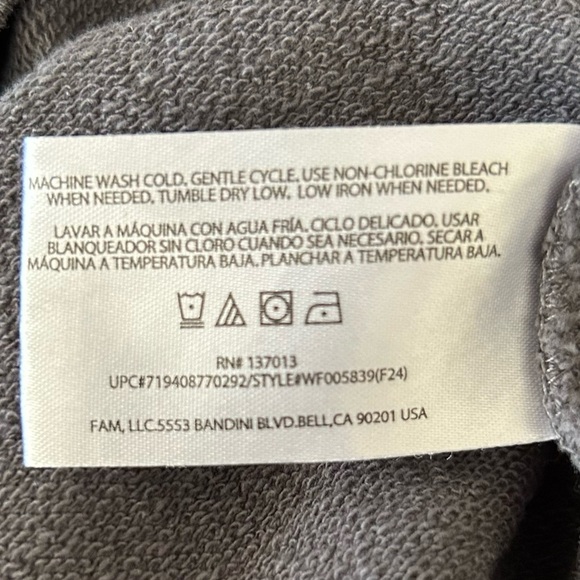 MACHINE WASH COLD. GENTLE CYCLE. USE NON-CHLORINE BLEACH
WHEN NEEDED. TUMBLE DRY LOW. LOW IRON WHEN NEEDED.
LAVAR A MÁQUINA CON AGUA FRÍA. CICLO DELICADO. USAR
BLANQUEADOR SIN CLORO CUANDO SEA NECESARIO. SECAR A
MÁQUINA A TEMPERATURA BAJA. PLANCHAR A TEMPERATURA BAJA.
RN# 137013
UPC#719408770292/STYLE#WF005839(F24)
FAM, LLC.5553 BANDINI BLVD.BELL,CA 90201 USA